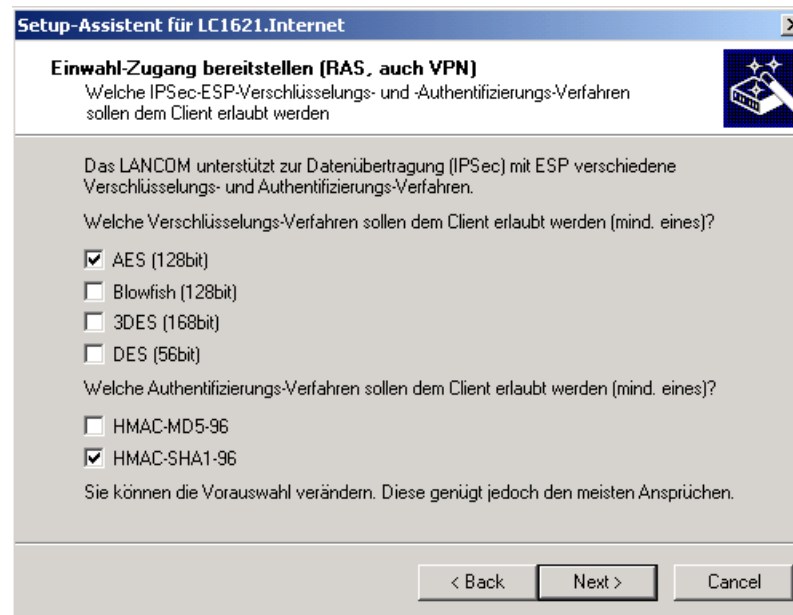 Setup-Assistent für LC1621.Internet
Einwahl-Zugang bereitstellen (RAS, auch VPN)
Welche IPSec-ESP-Verschlüsselungs- und -Authentifizierungs-Verfahren
sollen dem Client erlaubt werden
Das LANCOM unterstützt zur Datenübertragung (IPSec) mit ESP verschiedene
Verschlüsselungs- und Authentifizierungs-Verfahren.
Welche Verschlüsselungs-Verfahren sollen dem Client erlaubt werden (mind. eines)?
AES (128bit)
Blowfish (128bit)
3DES (168bit)
DES (56bit)
Welche Authentifizierungs-Verfahren sollen dem Client erlaubt werden (mind. eines)?
HMAC-MD5-96
HMAC-SHA1-96
Sie können die Vorauswahl verändern. Diese genügt jedoch den meisten Ansprüchen.
< Back
Next >
Cancel